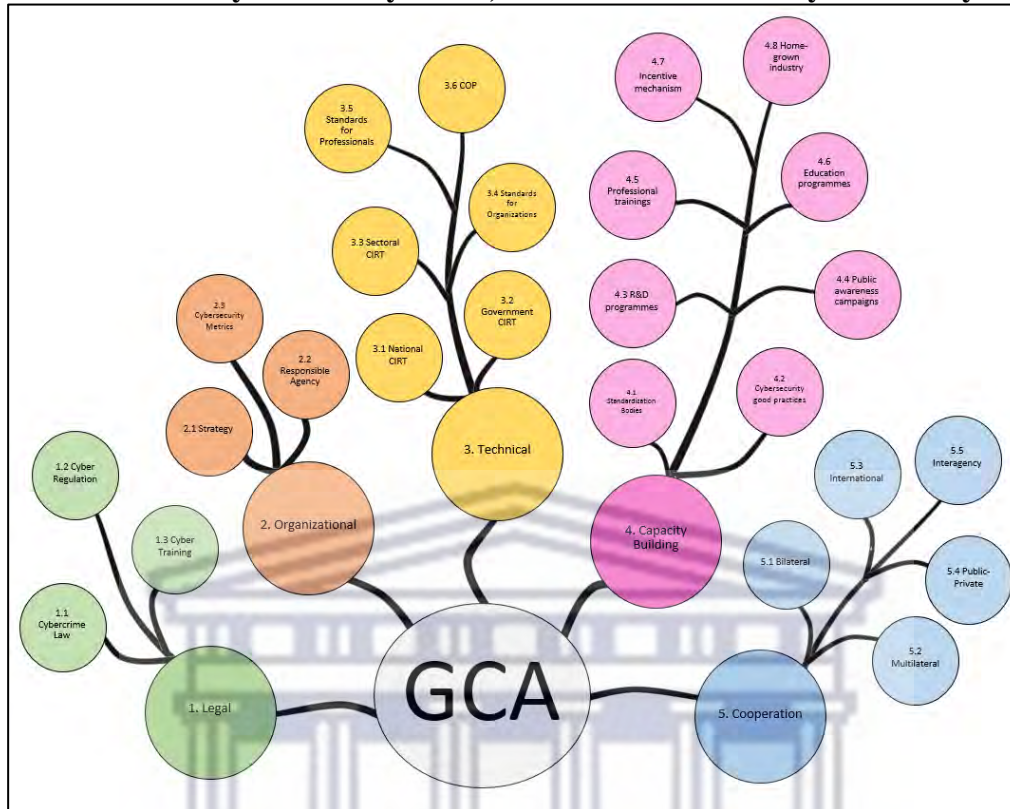 4.7
Incentive
mechanism
4.8 Home-
grown
industry
3.6 COP
3.5
Standards
for
Professionals
4.5
Professional
trainings
4.6
Education
programmes
3.4 Standards
for
Organizations
3.3 Sectoral
CIRT
4.3 R&D
programmes
4.4 Public
awareness
campaigns
2.3
Cybersecurity
Metrics
3.2
Government
CIRT
3.1 National
CIRT
2.2
Responsible
Agency
4.1
Standardization
Bodies
4.2
Cybersecurity
good practices
2.1 Strategy
3. Technical
1.2 Cyber
Regulation
5.3
International
5.5
Interagency
2. Organizational
4. Capacity
Building
1.3 Cyber
Training
5.1 Bilateral
5.4 Public-
Private
1.1
Cybercrime
Law
5.2
Multilateral
GCA
1. Legal
5. Cooperation